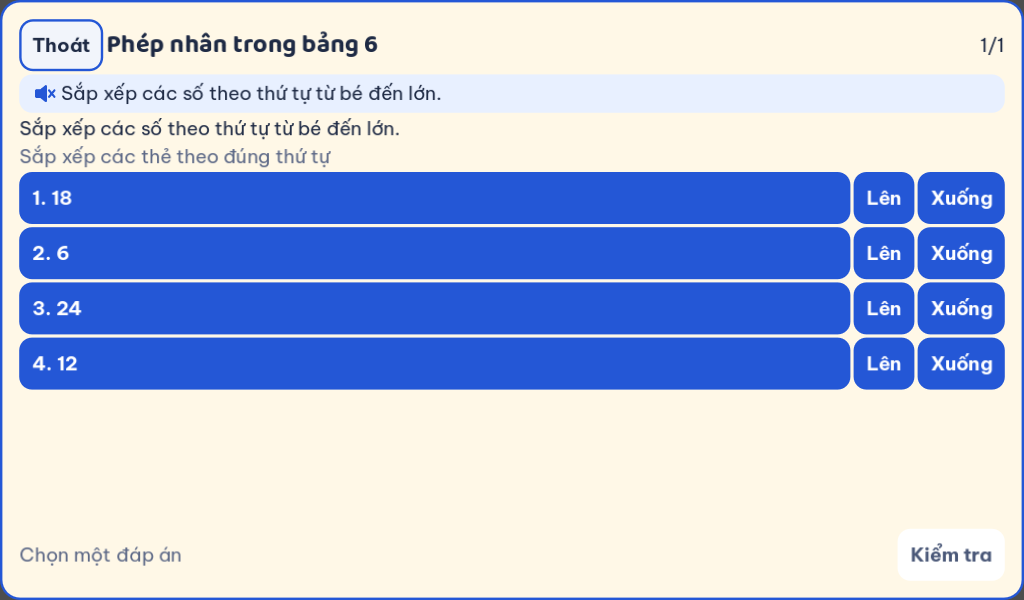 Thoát Phép nhân trong bảng 6 1/1
Sắp xếp các số theo thứ tự từ bé đến lớn.
Sắp xếp các số theo thứ tự từ bé đến lớn.
Sắp xếp các thẻ theo đúng thứ tự
1. 18 Lên Xuống
2. 6 Lên Xuống
3. 24 Lên Xuống
4. 12 Lên Xuống
Chọn một đáp án Kiểm tra